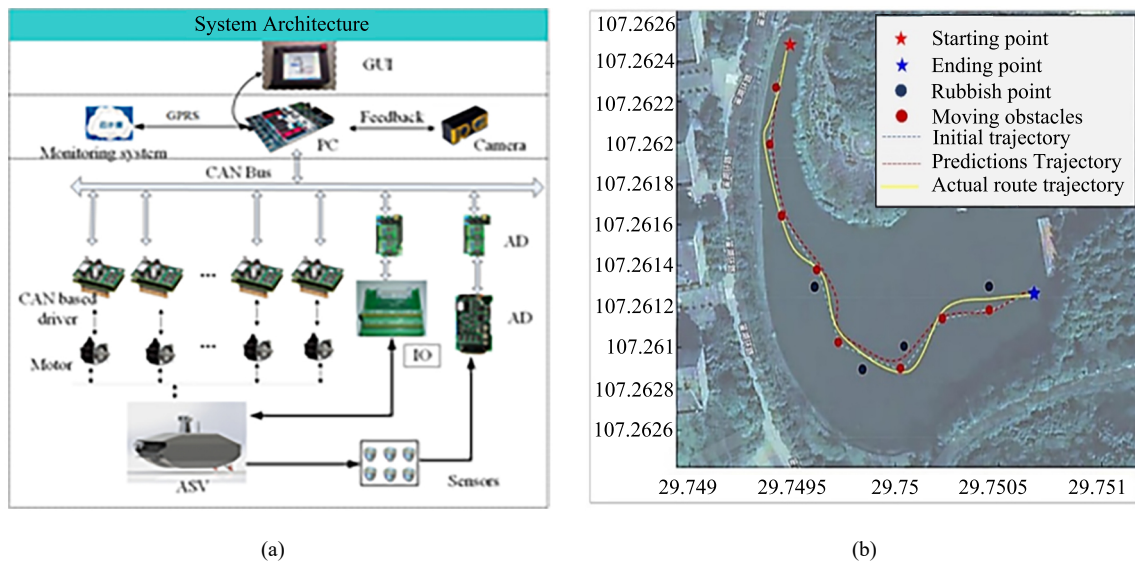 System Architecture
GUI
GPRS
Feedback
Monitoring system
PC
Camera
CAN Bus
AD
CAN based
driver
AD
Motor
IO
ASV
Sensors
(a)
107.2626
107.2624
107.2622
107.262
107.2618
107.2616
107.2614
107.2612
107.261
107.2628
107.2626
29.749
29.7495
29.75
29.7505
29.751
Starting point
Ending point
Rubbish point
Moving obstacles
Initial trajectory
Predictions Trajectory
Actual route trajectory
(b)